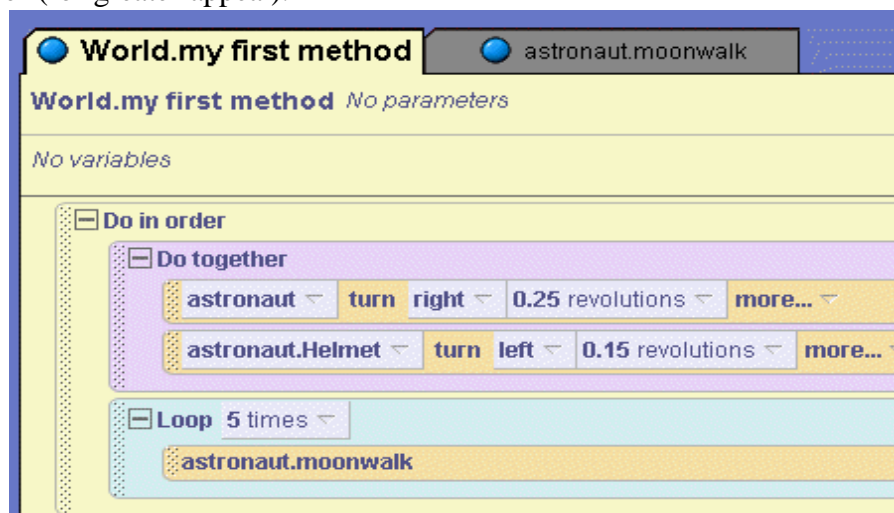 World.my first method astronaut.moonwalk
World.my first method No parameters
No variables
Do in order
Do together
astronaut turn right 0.25 revolutions more...
astronaut.Helmet turn left 0.15 revolutions more...
Loop 5 times
astronaut.moonwalk